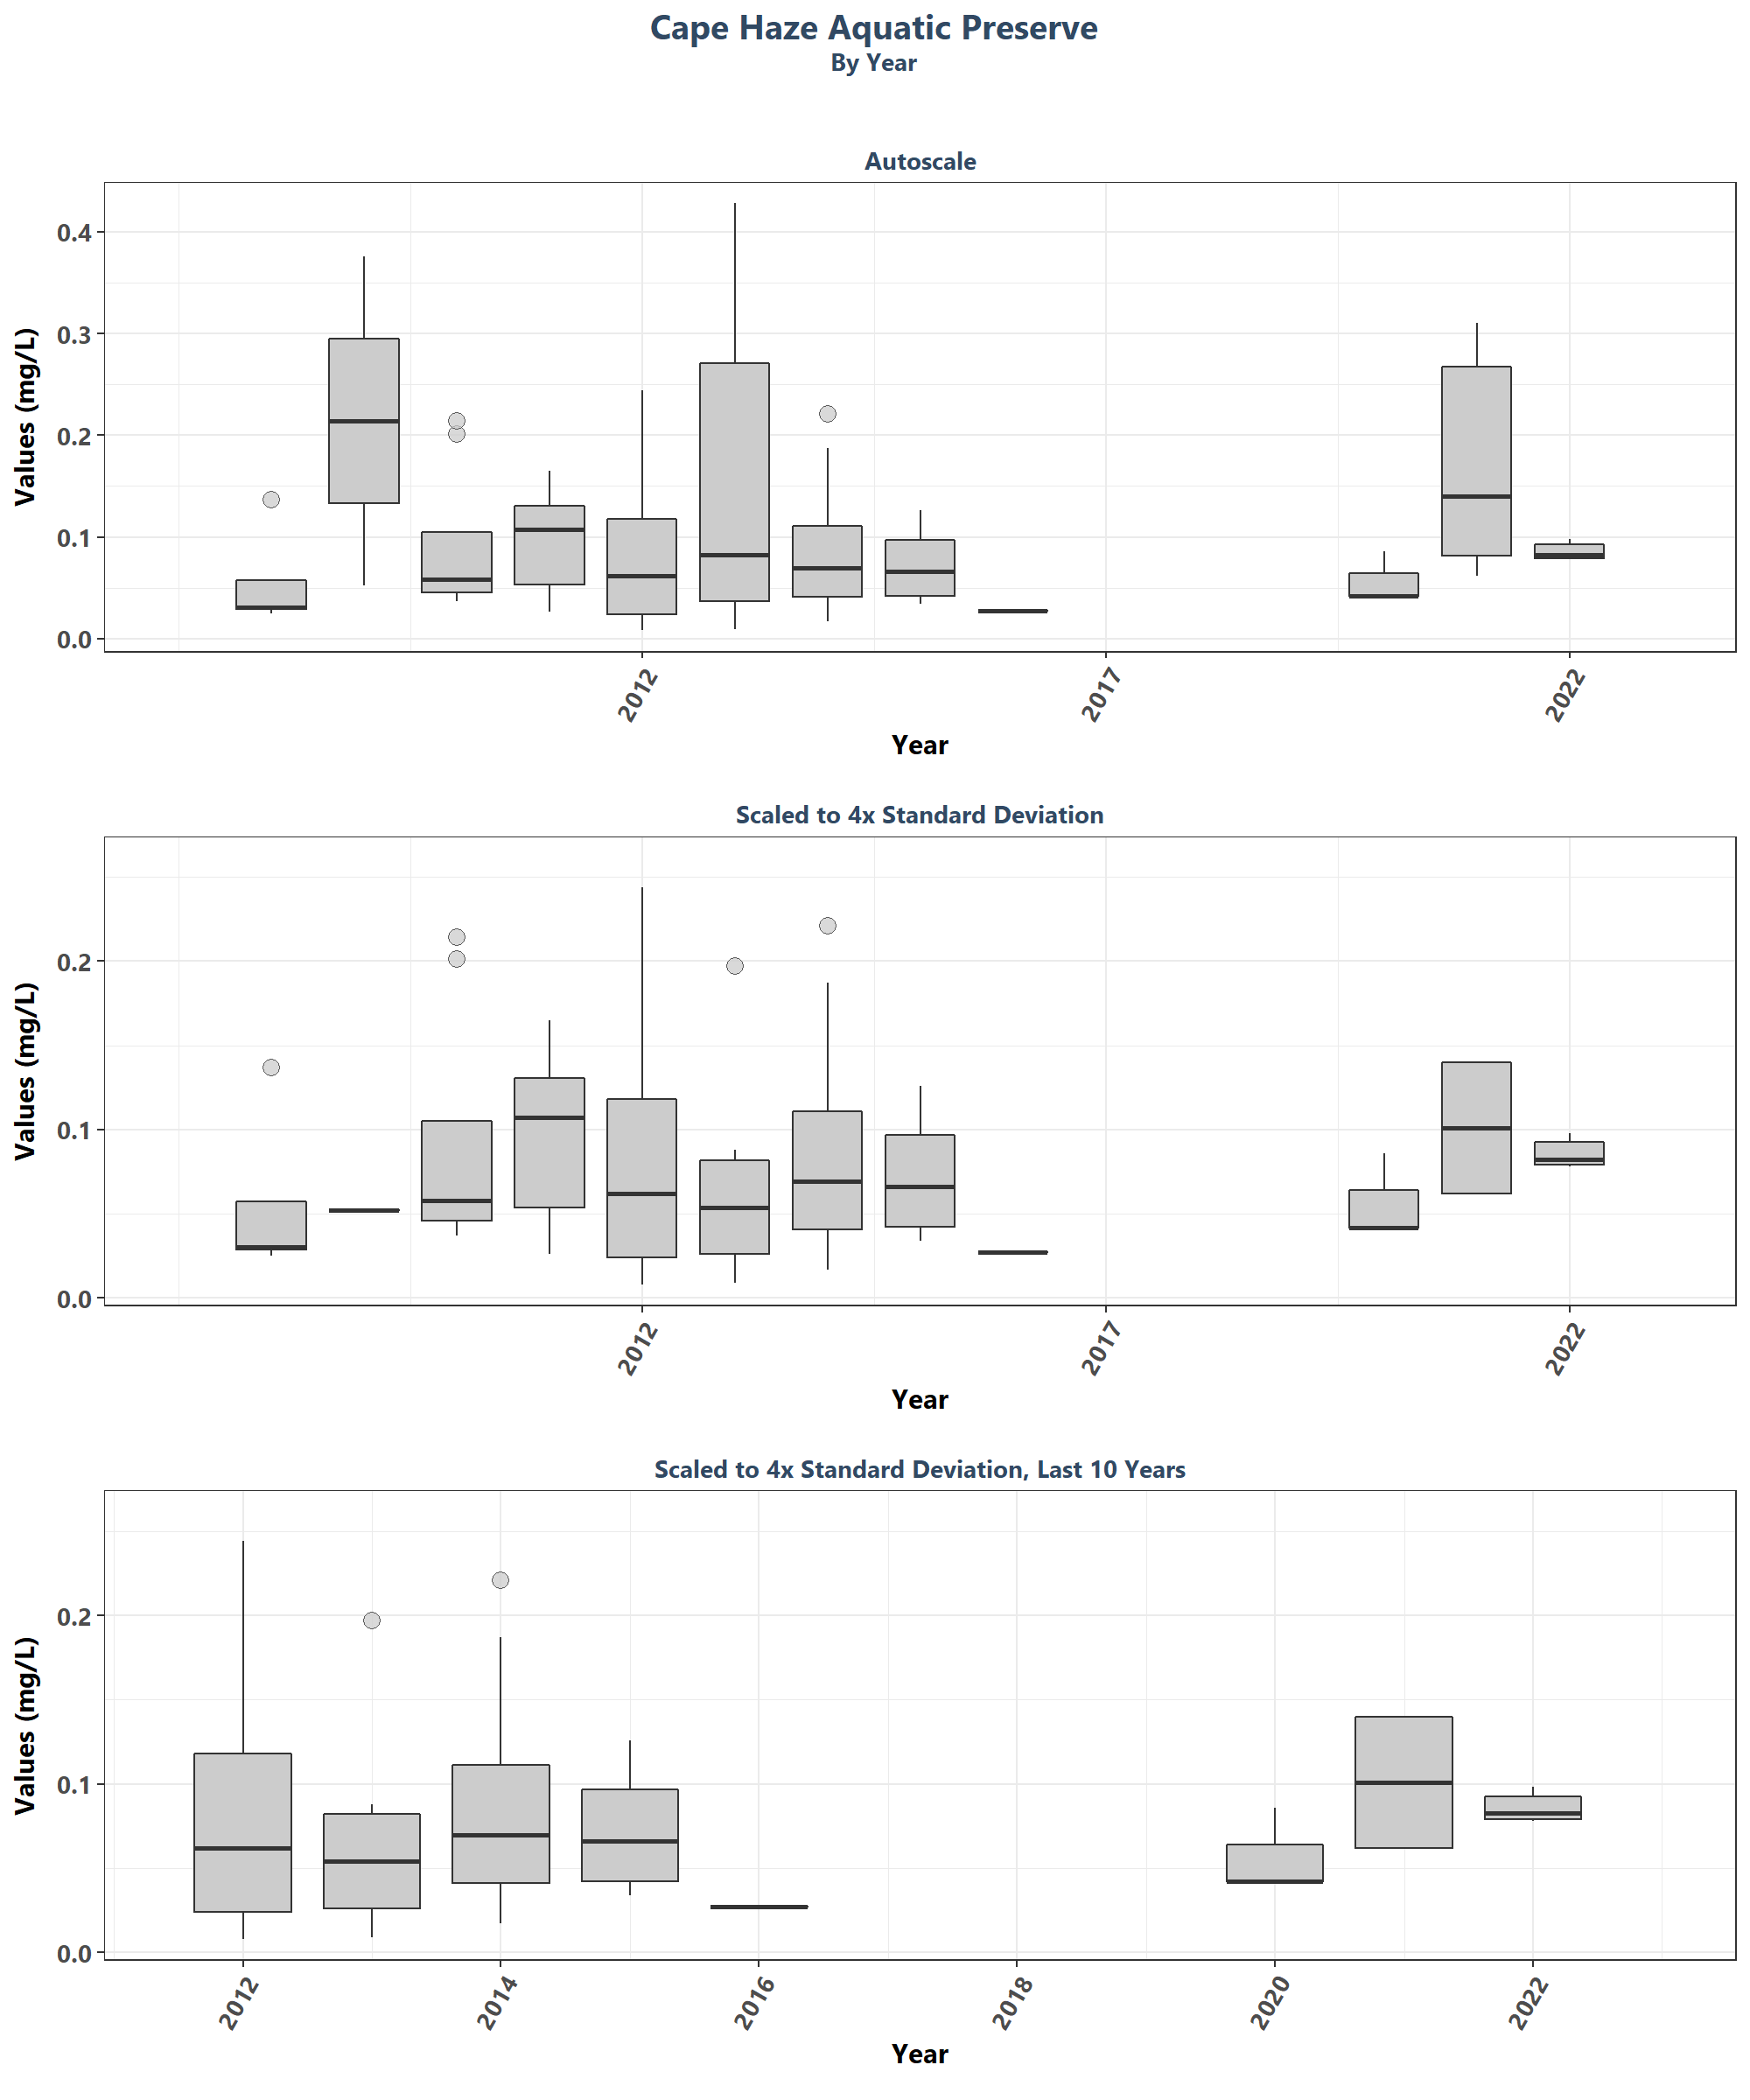 Cape Haze Aquatic Preserve
By Year
Autoscale
Values (mg/L)
0.4
0.3
0.2
0.1
0.0
2012
2017
2022
Year
Scaled to 4x Standard Deviation
Values (mg/L)
0.2
0.1
0.0
2012
2017
2022
Year
Scaled to 4x Standard Deviation, Last 10 Years
Values (mg/L)
0.2
0.1
0.0
2012
2014
2016
2018
2020
2022
Year